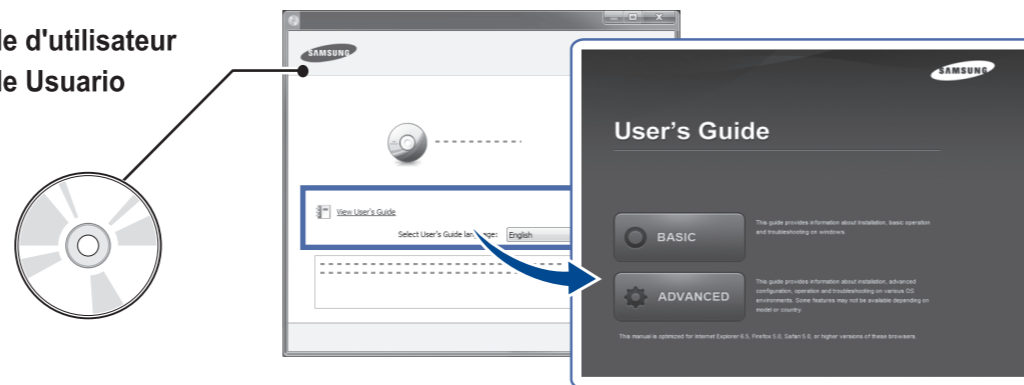 le d'utilisateur
le Usuario
SAMSUNG
View User's Guide
Select User's Guide language: English
SAMSUNG
User's Guide
BASIC
This guide provides information about Installation, basic operation
and troubleshooting on windows.
ADVANCED
This guide provides information about installation, advanced
configuration, operation and troubleshooting on various OS
environments. Some features may not be available depending on
model or country.
This manual is optimized for Internet Explorer 6.5, Firefox 5.0, Safari 5.0, or higher versions of these browsers.